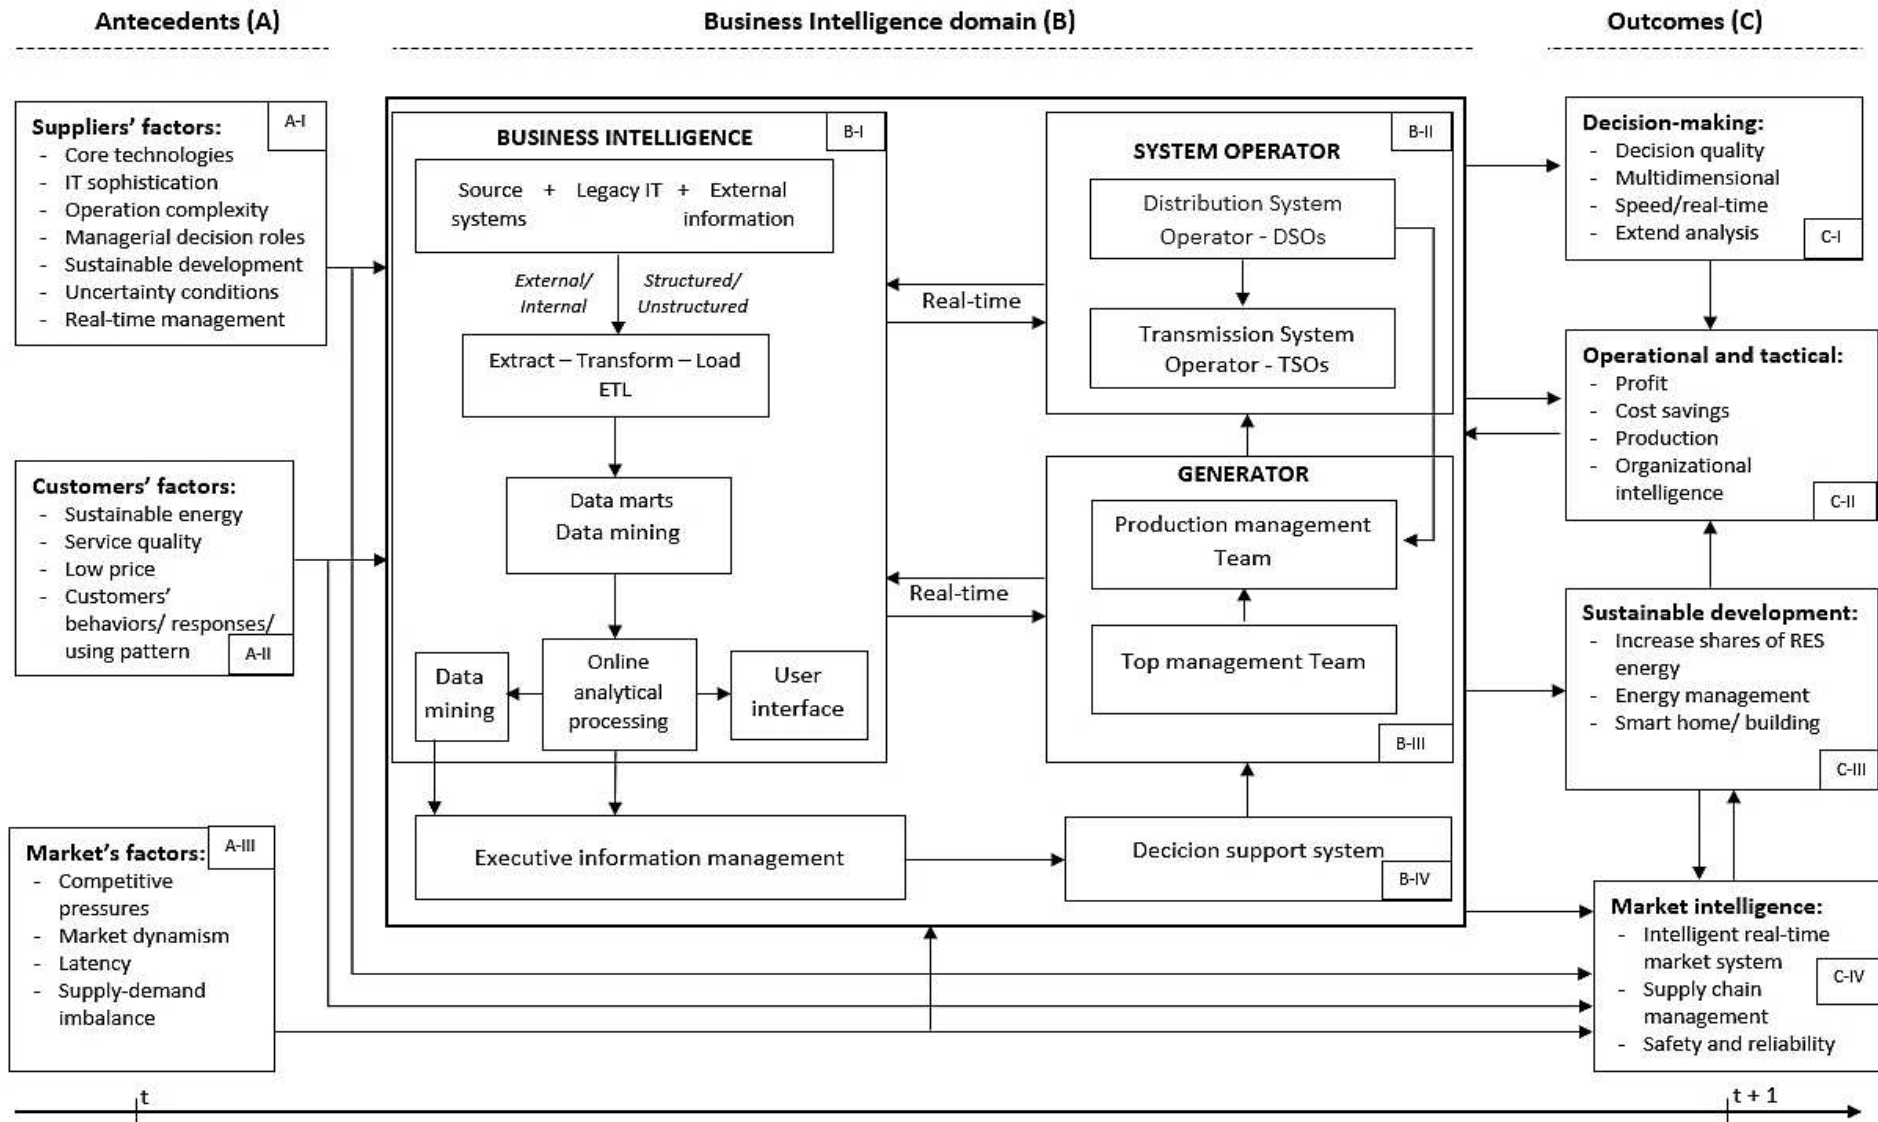 Antecedents (A)
Business Intelligence domain (B)
Outcomes (C)
Suppliers’ factors:
A-I
- Core technologies
- IT sophistication
- Operation complexity
- Managerial decision roles
- Sustainable development
- Uncertainty conditions
- Real-time management
Customers’ factors:
- Sustainable energy
- Service quality
- Low price
- Customers’
behaviors/ responses/
using pattern
A-II
Market’s factors:
A-III
- Competitive
pressures
- Market dynamism
- Latency
- Supply-demand
imbalance
BUSINESS INTELLIGENCE
B-I
Source + Legacy IT + External
systems information
External/ Structured/
Internal Unstructured
Extract – Transform – Load
ETL
Data marts
Data mining
Data
mining
Online
analytical
processing
User
interface
Executive information management
Real-time
Real-time
B-II
SYSTEM OPERATOR
Distribution System
Operator - DSOs
Transmission System
Operator - TSOs
GENERATOR
Production management
Team
Top management Team
B-III
Decicion support system
B-IV
Decision-making:
- Decision quality
- Multidimensional
- Speed/real-time
- Extend analysis
C-I
Operational and tactical:
- Profit
- Cost savings
- Production
- Organizational
intelligence
C-II
Sustainable development:
- Increase shares of RES
energy
- Energy management
- Smart home/ building
C-III
Market intelligence:
- Intelligent real-time
market system
C-IV
- Supply chain
management
- Safety and reliability
t
t + 1